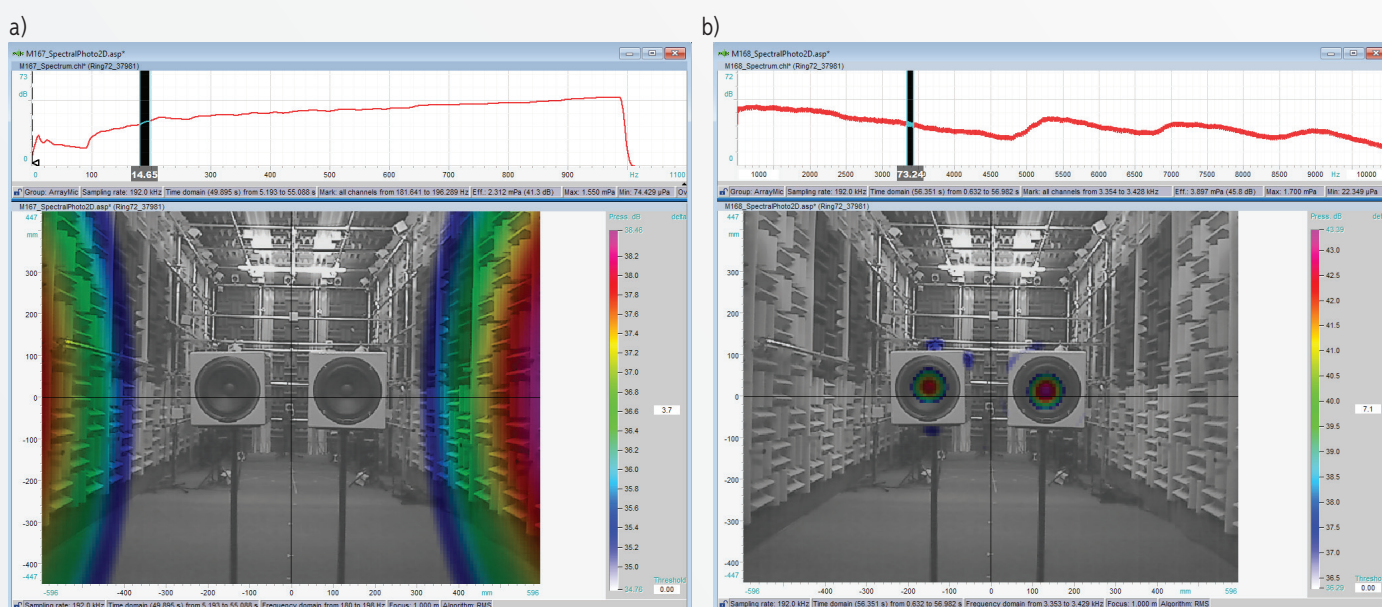 a)
M167_SpectralPhoto2D.asp*
M167_Spectrum.chl* (Ring72_37981)
73
dB
0
100 300 400 500 600 700 800 900 Hz 1100
14.65
Group: ArrayMic Sampling rate: 192.0 kHz Time domain (49.895 s) from 5.193 to 55.088 s Mark: all channels from 181.641 to 196.289 Hz Eff.: 2.312 mPa (41.3 dB) Max: 1.550 mPa Min: 74.429 µPa Ov
M167_SpectralPhoto2D.asp* (Ring72_37981)
447
mm
300
200
100
0
-100
-200
-300
-400
-447
-596 -400 -300 -200 -100 0 100 200 300 400 mm 596
Press. dB delta
38.46
38.2
38.0
37.8
37.6
37.4
37.2
37.0
36.8
36.6
36.4
36.2
36.0
35.8
35.6
35.4
35.2
35.0
34.76
3.7
Threshold
0.00
Sampling rate: 192.0 kHz Time domain (49.895 s) from 5.193 to 55.088 s Frequency domain from 180 to 198 Hz Focus: 1.000 m Algorithm: RMS
b)
M168_SpectralPhoto2D.asp*
M168_Spectrum.chl* (Ring72_37981)
72
dB
0
1000 2000 2500 3000 4000 4500 5000 5500 6000 6500 7000 7500 8000 8500 9000 Hz 10000
73.24
Group: ArrayMic Sampling rate: 192.0 kHz Time domain (56.351 s) from 0.632 to 56.982 s Mark: all channels from 3.354 to 3.428 kHz Eff.: 3.897 mPa (45.8 dB) Max: 1.700 mPa Min: 22.349 µPa
M168_SpectralPhoto2D.asp* (Ring72_37981)
447
mm
300
200
100
0
-100
-200
-300
-400
-447
-596 -400 -300 -200 -100 0 100 200 300 400 mm 596
Press. dB del
43.39
43.0
42.5
42.0
41.5
41.0
40.5
40.0
39.5
39.0
38.5
38.0
37.5
37.0
36.5
36.29
7.1
Threshold
0.00
Sampling rate: 192.0 kHz Time domain (56.351 s) from 0.632 to 56.982 s Frequency domain from 3.353 to 3.429 kHz Focus: 1.000 m Algorithm: RMS